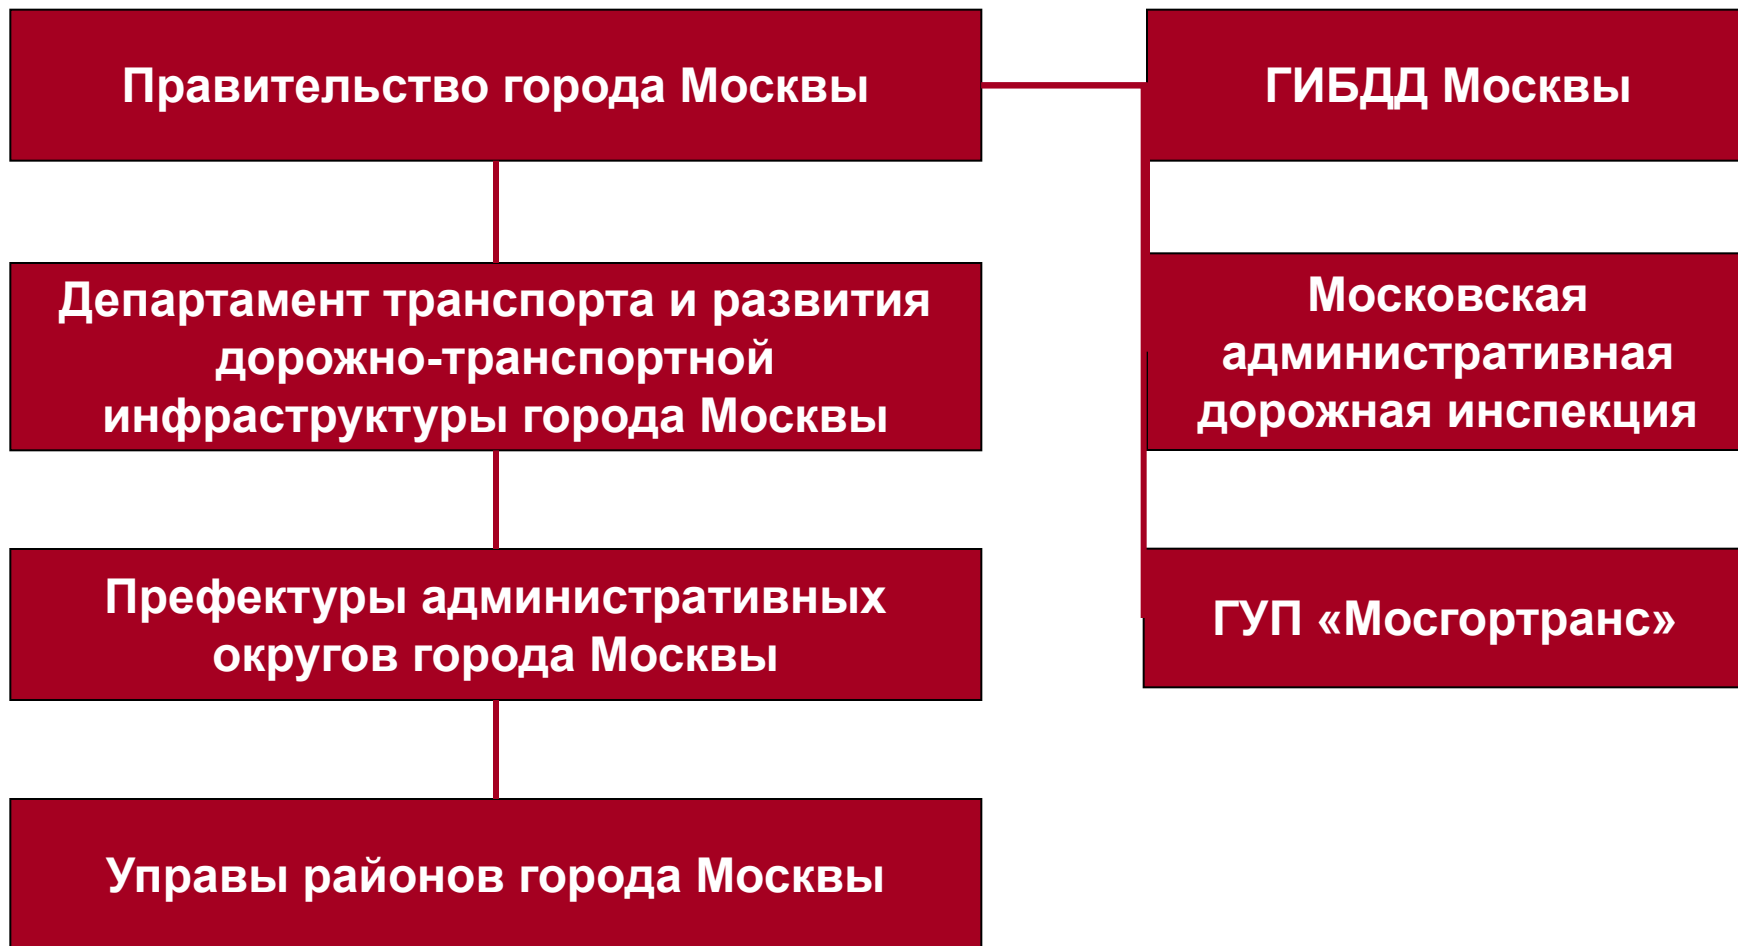 Правительство города Москвы
ГИБДД Москвы
Департамент транспорта и развития
дорожно-транспортной
инфраструктуры города Москвы
Московская
административная
дорожная инспекция
Префектуры административных
округов города Москвы
ГУП «Мосгортранс»
Управы районов города Москвы